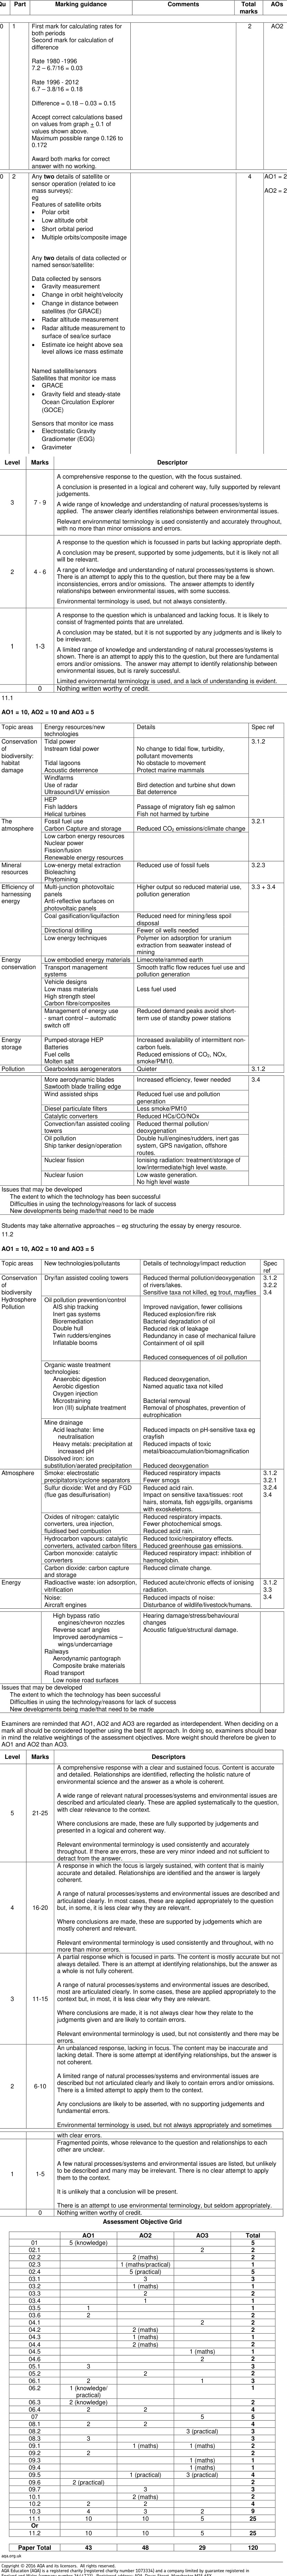 Qu Part Marking guidance Comments Total marks AOs
0 1 First mark for calculating rates for 2 AO2
both periods
Second mark for calculation of
difference
Rate 1980 -1996
7.2 – 6.7/16 = 0.03
Rate 1996 - 2012
6.7 – 3.8/16 = 0.18
Difference = 0.18 – 0.03 = 0.15
Accept correct calculations based
on values from graph ± 0.1 of
values shown above.
Maximum possible range 0.126 to
0.172
Award both marks for correct
answer with no working.
0 2 Any two details of satellite or 4 AO1 = 2
sensor operation (related to ice
mass surveys): AO2 = 2
eg
Features of satellite orbits
• Polar orbit
• Low altitude orbit
• Short orbital period
• Multiple orbits/composite image
Any two details of data collected or
named sensor/satellite:
Data collected by sensors
• Gravity measurement
• Change in orbit height/velocity
• Change in distance between
satellites (for GRACE)
• Radar altitude measurement
• Radar altitude measurement to
surface of sea/ice surface
• Estimate ice height above sea
level allows ice mass estimate
Named satellite/sensors
Satellites that monitor ice mass
• GRACE
• Gravity field and steady-state
Ocean Circulation Explorer
(GOCE)
Sensors that monitor ice mass
• Electrostatic Gravity
Gradiometer (EGG)
• Gravimeter
Level Marks Descriptor
3 7 - 9
A comprehensive response to the question, with the focus sustained.
A conclusion is presented in a logical and coherent way, fully supported by relevant
judgements.
A wide range of knowledge and understanding of natural processes/systems is
applied. The answer clearly identifies relationships between environmental issues.
Relevant environmental terminology is used consistently and accurately throughout,
with no more than minor omissions and errors.
2 4 - 6
A response to the question which is focussed in parts but lacking appropriate depth.
A conclusion may be present, supported by some judgements, but it is likely not all
will be relevant.
A range of knowledge and understanding of natural processes/systems is shown.
There is an attempt to apply this to the question, but there may be a few
inconsistencies, errors and/or omissions. The answer attempts to identify
relationships between environmental issues, with some success.
Environmental terminology is used, but not always consistently.
1 1-3
A response to the question which is unbalanced and lacking focus. It is likely to
consist of fragmented points that are unrelated.
A conclusion may be stated, but it is not supported by any judgments and is likely to
be irrelevant.
A limited range of knowledge and understanding of natural processes/systems is
shown. There is an attempt to apply this to the question, but there are fundamental
errors and/or omissions. The answer may attempt to identify relationship between
environmental issues, but is rarely successful.
Limited environmental terminology is used, and a lack of understanding is evident.
0 Nothing written worthy of credit.
11.1
AO1 = 10, AO2 = 10 and AO3 = 5
Topic areas Energy resources/new technologies Details Spec ref
Conservation of biodiversity: habitat damage
Tidal power 3.1.2
Instream tidal power No change to tidal flow, turbidity,
pollutant movements
Tidal lagoons No obstacle to movement
Acoustic deterrence Protect marine mammals
Windfarms
Use of radar Bird detection and turbine shut down
Ultrasound/UV emission Bat deterrence
HEP
Fish ladders Passage of migratory fish eg salmon
Helical turbines Fish not harmed by turbine
The atmosphere Fossil fuel use 3.2.1
Carbon Capture and storage Reduced CO₂ emissions/climate change
Low carbon energy resources
Nuclear power
Fission/fusion
Renewable energy resources
Mineral resources Low-energy metal extraction Reduced use of fossil fuels 3.2.3
Bioleaching
Phytomining
Efficiency of harnessing energy Multi-junction photovoltaic panels Higher output so reduced material use, pollution generation 3.3 + 3.4
Anti-reflective surfaces on
photovoltaic panels
Coal gasification/liquifaction Reduced need for mining/less spoil
disposal
Directional drilling Fewer oil wells needed
Low energy techniques Polymer ion adsorption for uranium
extraction from seawater instead of
mining
Energy conservation Low embodied energy materials Limecrete/rammed earth
Transport management systems Smooth traffic flow reduces fuel use and pollution generation
Vehicle designs
Low mass materials Less fuel used
High strength steel
Carbon fibre/composites
Management of energy use Reduced demand peaks avoid short-
- smart control – automatic term use of standby power stations
switch off
Energy storage Pumped-storage HEP Increased availability of intermittent non-
Batteries carbon fuels.
Fuel cells Reduced emissions of CO₂, NOx,
Molten salt smoke/PM10.
Pollution Gearboxless aerogenerators Quieter 3.1.2
More aerodynamic blades Increased efficiency, fewer needed 3.4
Sawtooth blade trailing edge
Wind assisted ships Reduced fuel use and pollution
generation
Diesel particulate filters Less smoke/PM10
Catalytic converters Reduced HCs/CO/NOx
Convection/fan assisted cooling Reduced thermal pollution/
towers deoxygenation
Oil pollution Double hull/engines/rudders, inert gas
Ship tanker design/operation system, GPS navigation, offshore
routes.
Nuclear fission Ionising radiation: treatment/storage of
low/intermediate/high level waste.
Nuclear fusion Low waste generation.
No high level waste
Issues that may be developed
The extent to which the technology has been successful
Difficulties in using the technology/reasons for lack of success
New developments being made/that need to be made
Students may take alternative approaches – eg structuring the essay by energy resource.
11.2
AO1 = 10, AO2 = 10 and AO3 = 5
Topic areas New technologies/pollutants Details of technology/impact reduction Spec ref
Conservation of biodiversity Dry/fan assisted cooling towers Reduced thermal pollution/deoxygenation 3.1.2
of rivers/lakes. 3.2.2
Sensitive taxa not killed, eg trout, mayflies 3.4
Hydrosphere Pollution
Oil pollution prevention/control
AIS ship tracking Improved navigation, fewer collisions
Inert gas systems Reduced explosion/fire risk
Bioremediation Bacterial degradation of oil
Double hull Reduced risk of leakage
Twin rudders/engines Redundancy in case of mechanical failure
Inflatable booms Containment of oil spill
Reduced consequences of oil pollution
Organic waste treatment
technologies:
Anaerobic digestion Reduced deoxygenation,
Aerobic digestion Named aquatic taxa not killed
Oxygen injection
Microstraining Bacterial removal
Iron (III) sulphate treatment Removal of phosphates, prevention of
eutrophication
Mine drainage
Acid leachate: lime Reduced impacts on pH-sensitive taxa eg
neutralisation crayfish
Heavy metals: precipitation at Reduced impacts of toxic
increased pH metal/bioaccumulation/biomagnification
Dissolved iron: ion
substitution/aerated precipitation Reduced deoxygenation
Atmosphere Smoke: electrostatic Reduced respiratory impacts 3.1.2
precipitators/cyclone separators Fewer smogs 3.2.1
Sulfur dioxide: Wet and dry FGD Reduced acid rain. 3.2.4
(flue gas desulfurisation) Impact on sensitive taxa/tissues: root 3.4
hairs, stomata, fish eggs/gills, organisms
with exoskeletons.
Oxides of nitrogen: catalytic Reduced respiratory impacts.
converters, urea injection, Fewer photochemical smogs.
fluidised bed combustion Reduced acid rain.
Hydrocarbon vapours: catalytic Reduced toxic/respiratory effects.
converters, activated carbon filters Reduced greenhouse gas emissions.
Carbon monoxide: catalytic Reduced respiratory impact: inhibition of
converters haemoglobin.
Carbon dioxide: carbon capture Reduced climate change.
and storage
Energy Radioactive waste: ion adsorption, Reduced acute/chronic effects of ionising 3.1.2
vitrification radiation. 3.3
Noise: Reduced impacts of noise: 3.4
Aircraft engines Disturbance of wildlife/livestock/humans.
High bypass ratio Hearing damage/stress/behavioural
engines/chevron nozzles changes
Reverse scarf angles Acoustic fatigue/structural damage.
Improved aerodynamics –
wings/undercarriage
Railways
Aerodynamic pantograph
Composite brake materials
Road transport
Low noise road surfaces
Issues that may be developed
The extent to which the technology has been successful
Difficulties in using the technology/reasons for lack of success
New developments being made/that need to be made
Examiners are reminded that AO1, AO2 and AO3 are regarded as interdependent. When deciding on a
mark all should be considered together using the best fit approach. In doing so, examiners should bear
in mind the relative weightings of the assessment objectives. More weight should therefore be given to
AO1 and AO2 than AO3.
Level Marks Descriptors
5 21-25
A comprehensive response with a clear and sustained focus. Content is accurate
and detailed. Relationships are identified, reflecting the holistic nature of
environmental science and the answer as a whole is coherent.
A wide range of relevant natural processes/systems and environmental issues are
described and articulated clearly. These are applied systematically to the question,
with clear relevance to the context.
Where conclusions are made, these are fully supported by judgements and
presented in a logical and coherent way.
Relevant environmental terminology is used consistently and accurately
throughout. If there are errors, these are very minor indeed and not sufficient to
detract from the answer.
4 16-20
A response in which the focus is largely sustained, with content that is mainly
accurate and detailed. Relationships are identified and the answer is largely
coherent.
A range of natural processes/systems and environmental issues are described and
articulated clearly. In most cases, these are applied appropriately to the question
but, in some, it is less clear why they are relevant.
Where conclusions are made, these are supported by judgements which are
mostly coherent and relevant.
Relevant environmental terminology is used consistently and throughout, with no
more than minor errors.
3 11-15
A partial response which is focused in parts. The content is mostly accurate but not
always detailed. There is an attempt at identifying relationships, but the answer as
a whole is not fully coherent.
A range of natural processes/systems and environmental issues are described,
most are articulated clearly. In some cases, these are applied appropriately to the
context but, in most, it is less clear why they are relevant.
Where conclusions are made, it is not always clear how they relate to the
judgments given and are likely to contain errors.
Relevant environmental terminology is used, but not consistently and there may be
errors.
2 6-10
An unbalanced response, lacking in focus. The content may be inaccurate and
lacking detail. There is some attempt at identifying relationships, but the answer is
not coherent.
A limited range of natural processes/systems and environmental issues are
described but not articulated clearly and likely to contain errors and/or omissions.
There is a limited attempt to apply them to the context.
Any conclusions are likely to be asserted, with no supporting judgements and
fundamental errors.
Environmental terminology is used, but not always appropriately and sometimes
with clear errors.
1 1-5
Fragmented points, whose relevance to the question and relationships to each
other are unclear.
A few natural processes/systems and environmental issues are listed, but unlikely
to be described and many may be irrelevant. There is no clear attempt to apply
them to the context.
It is unlikely that a conclusion will be present.
There is an attempt to use environmental terminology, but seldom appropriately.
0 Nothing written worthy of credit.
Assessment Objective Grid
AO1 AO2 AO3 Total
01 5 (knowledge) 5
02.1 2 2
02.2 2 (maths) 2
02.3 1 (maths/practical) 1
02.4 5 (practical) 5
03.1 3 3
03.2 1 (maths) 1
03.3 2 2
03.4 1 1
03.5 1 1
03.6 2 2
04.1 2 2
04.2 2 (maths) 2
04.3 1 (maths) 1
04.4 2 (maths) 2
04.5 1 (maths) 1
04.6 2 2
05.1 3 3
05.2 2 2
06.1 2 1 3
06.2 1 (knowledge/ practical) 1
06.3 2 (knowledge) 2
06.4 2 2 4
07 5 5
08.1 2 2 4
08.2 3 (practical) 3
08.3 3 3
09.1 1 (maths) 1 (maths) 2
09.2 2 2
09.3 1 (maths) 1
09.4 1 (maths) 1
09.5 1 (practical) 3 (practical) 4
09.6 2 (practical) 2
09.7 3 3
10.1 2 (maths) 2
10.2 2 2 4
10.3 4 3 2 9
11.1 10 10 5 25
Or
11.2 10 10 5 25
Paper Total 43 48 29 120
aqa.org.uk
Copyright © 2016 AQA and its licensors. All rights reserved.
AQA Education (AQA) is a registered charity (registered charity number 1073334) and a company limited by guarantee registered in